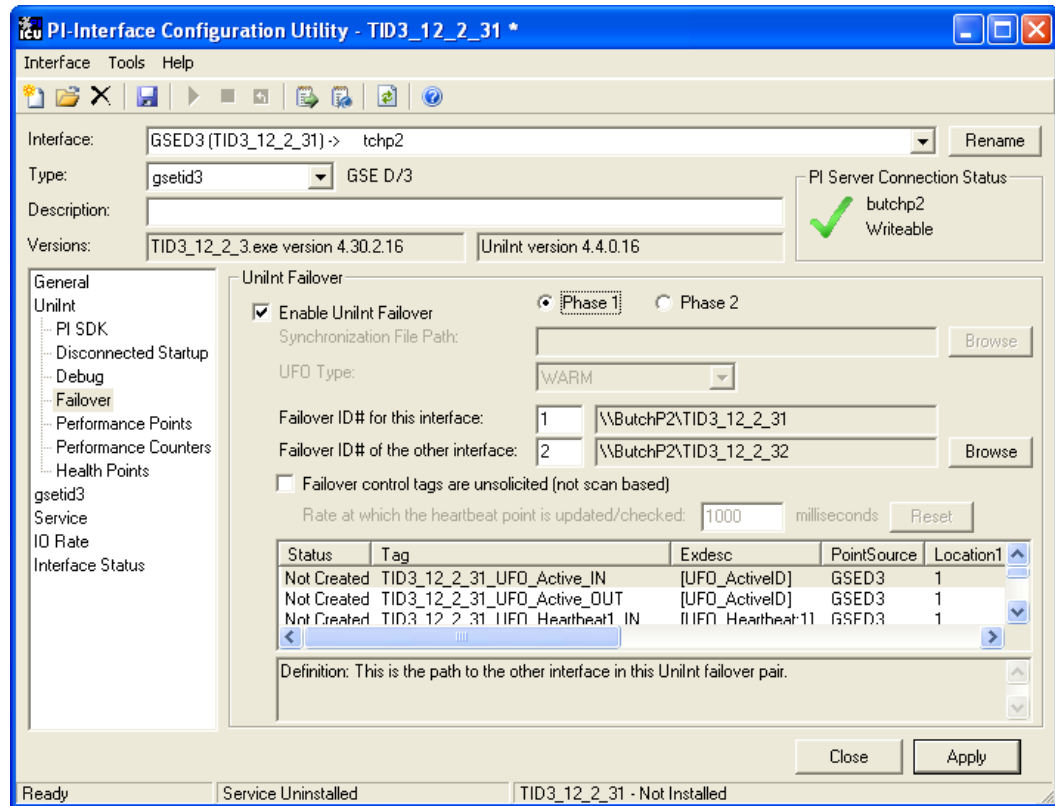 PI-Interface Configuration Utility - TID3_12_2_31 *
Interface Tools Help
Interface: GSED3 (TID3_12_2_31) -> tchp2 Rename
Type: gsetid3 GSE D/3 PI Server Connection Status
butchp2
Description:
Writeable
Versions: TID3_12_2_3.exe version 4.30.2.16 UniInt version 4.4.0.16
General
UniInt
PI SDK
Disconnected Startup
Debug
Failover
Performance Points
Performance Counters
Health Points
gsetid3
Service
IO Rate
Interface Status
UniInt Failover
Enable UniInt Failover Phase 1 Phase 2
Synchronization File Path: Browse
UFO Type: WARM
Failover ID# for this interface: 1 \\ButchP2\TID3_12_2_31
Failover ID# of the other interface: 2 \\ButchP2\TID3_12_2_32 Browse
Failover control tags are unsolicited (not scan based)
Rate at which the heartbeat point is updated/checked: 1000 milliseconds Reset
Status Tag Exdesc PointSource Location1
Not Created TID3_12_2_31_UFO_Active_IN [UFO_ActiveID] GSED3 1
Not Created TID3_12_2_31_UFO_Active_OUT [UFO_ActiveID] GSED3 1
Not Created TID3_12_2_31_UFO_Heartbeat1_IN [UFO_Heartbeat:1] GSED3 1
Definition: This is the path to the other interface in this UniInt failover pair.
Close Apply
Ready Service Uninstalled TID3_12_2_31 - Not Installed